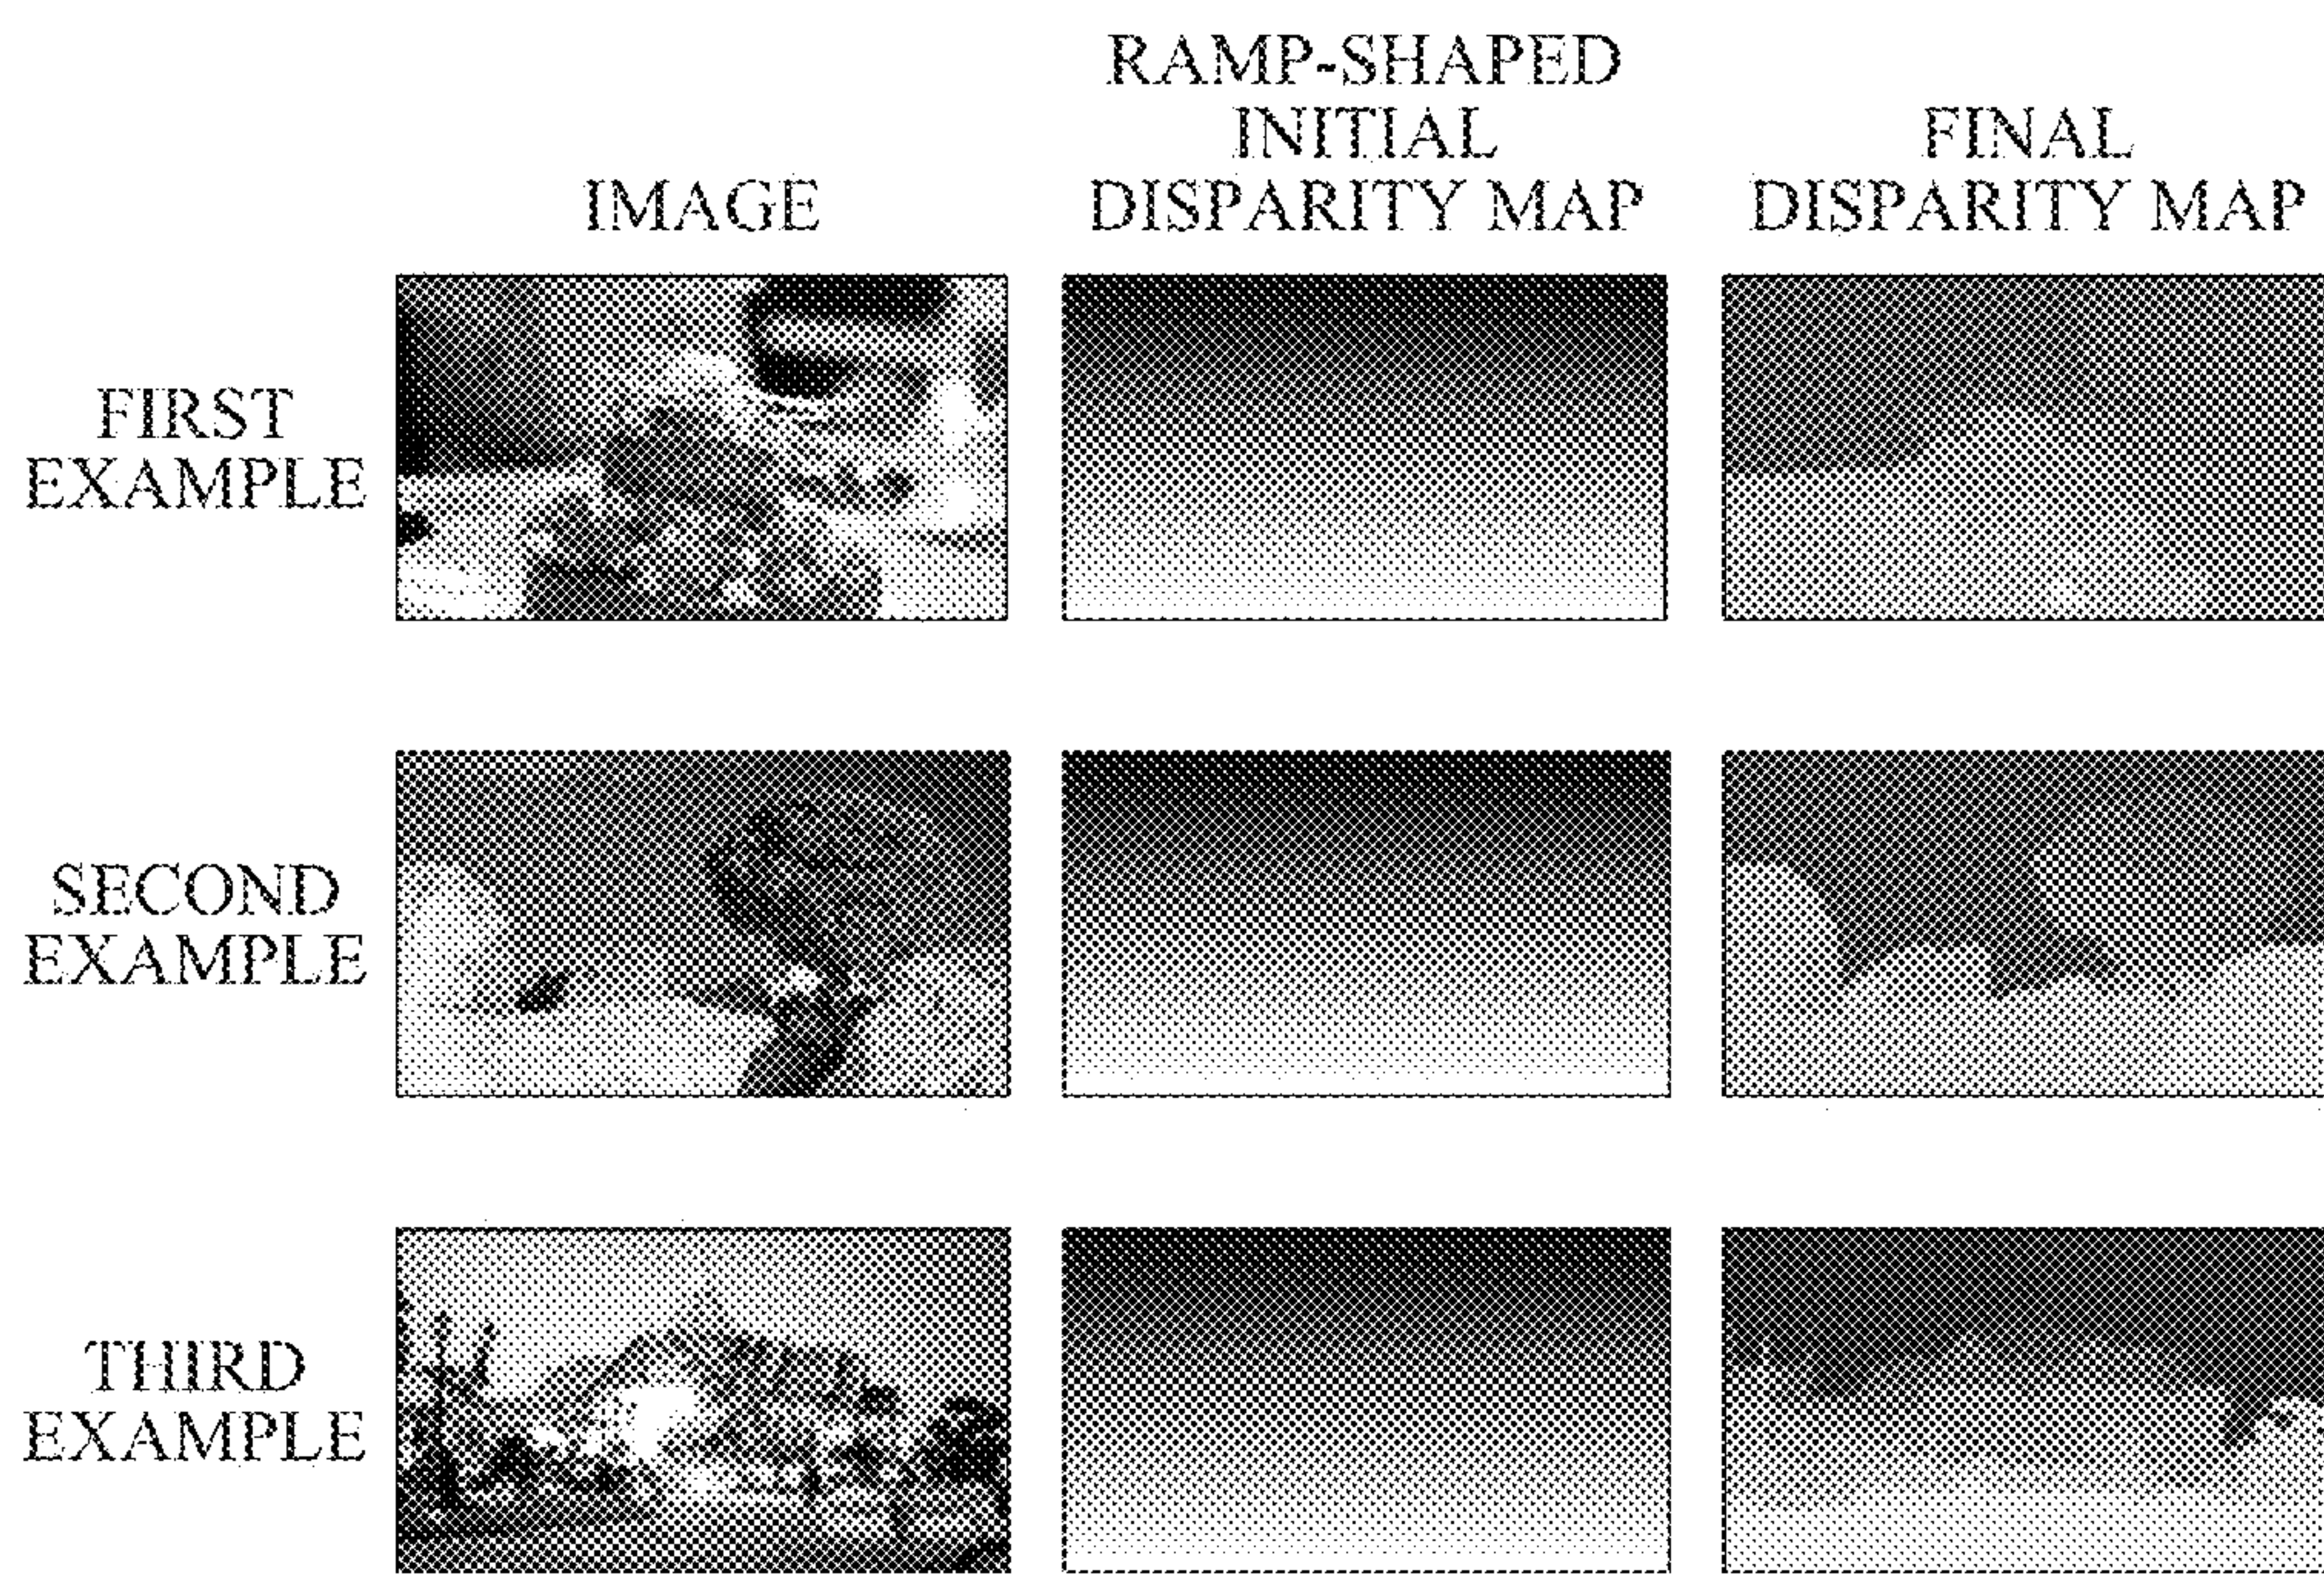 RAMP-SHAPED
INITIAL
DISPARITY MAP
IMAGE
FINAL
DISPARITY MAP
FIRST
EXAMPLE
SECOND
EXAMPLE
THIRD
EXAMPLE